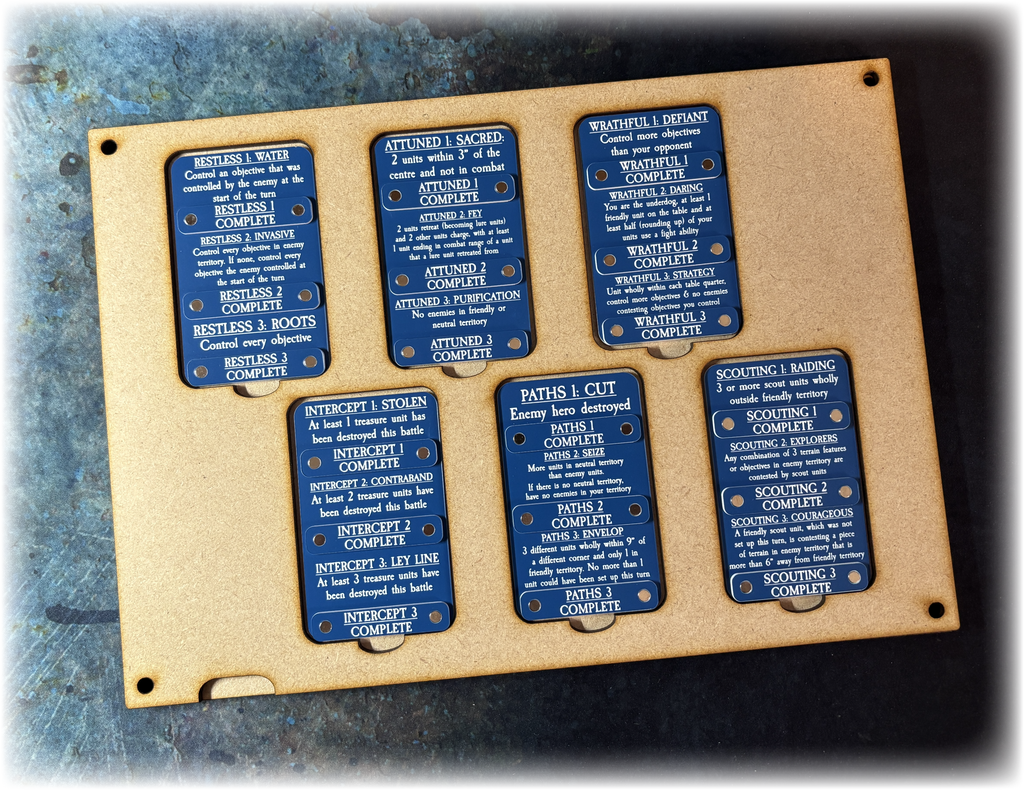 RESTLESS 1: WATER
Control an objective that was
controlled by the enemy at the
start of the turn
RESTLESS 1
COMPLETE
RESTLESS 2: INVASIVE
Control every objective in enemy
territory. If none, control every
objective the enemy controlled at
the start of the turn
RESTLESS 2
COMPLETE
RESTLESS 3: ROOTS
Control every objective
RESTLESS 3
COMPLETE
ATTUNED 1: SACRED:
2 units within 3" of the
centre and not in combat
ATTUNED 1
COMPLETE
ATTUNED 2: FEY
2 units retreat (becoming lure units)
and 2 other units charge, with at least
1 unit ending in combat range of a unit
that a lure unit retreated from
ATTUNED 2
COMPLETE
ATTUNED 3: PURIFICATION
No enemies in friendly or
neutral territory
ATTUNED 3
COMPLETE
WRATHFUL 1: DEFIANT
Control more objectives
than your opponent
WRATHFUL 1
COMPLETE
WRATHFUL 2: DARING
You are the underdog, at least 1
friendly unit on the table and at
least half (rounding up) of your
units use a fight ability
WRATHFUL 2
COMPLETE
WRATHFUL 3: STRATEGY
Unit wholly within each table quarter,
control more objectives & no enemies
contesting objectives you control
WRATHFUL 3
COMPLETE
INTERCEPT 1: STOLEN
At least 1 treasure unit has
been destroyed this battle
INTERCEPT 1
COMPLETE
INTERCEPT 2: CONTRABAND
At least 2 treasure units have
been destroyed this battle
INTERCEPT 2
COMPLETE
INTERCEPT 3: LEY LINE
At least 3 treasure units have
been destroyed this battle
INTERCEPT 3
COMPLETE
PATHS 1: CUT
Enemy hero destroyed
PATHS 1
COMPLETE
PATHS 2: SEIZE
More units in neutral territory
than enemy units.
If there is no neutral territory,
have no enemies in your territory
PATHS 2
COMPLETE
PATHS 3: ENVELOP
3 different units wholly within 9" of
a different corner and only 1 in
friendly territory. No more than 1
unit could have been set up this turn
PATHS 3
COMPLETE
SCOUTING 1: RAIDING
3 or more scout units wholly
outside friendly territory
SCOUTING 1
COMPLETE
SCOUTING 2: EXPLORERS
Any combination of 3 terrain features
or objectives in enemy territory are
contested by scout units
SCOUTING 2
COMPLETE
SCOUTING 3: COURAGEOUS
A friendly scout unit, which was not
set up this turn, is contesting a piece
of terrain in enemy territory that is
more than 6" away from friendly territory
SCOUTING 3
COMPLETE